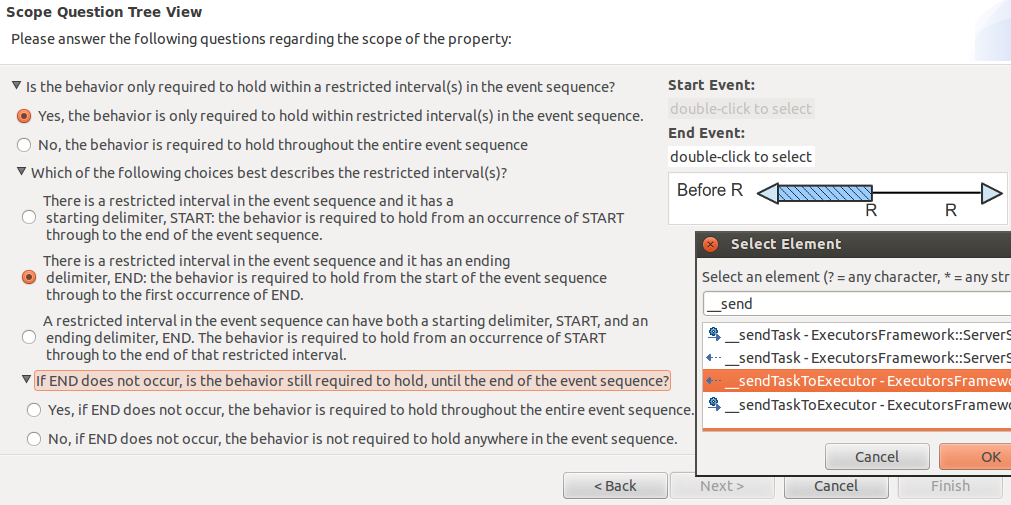 Scope Question Tree View
Please answer the following questions regarding the scope of the property:
Is the behavior only required to hold within a restricted interval(s) in the event sequence?
Yes, the behavior is only required to hold within restricted interval(s) in the event sequence.
No, the behavior is required to hold throughout the entire event sequence
Which of the following choices best describes the restricted interval(s)?
There is a restricted interval in the event sequence and it has a
starting delimiter, START: the behavior is required to hold from an occurrence of START
through to the end of the event sequence.
There is a restricted interval in the event sequence and it has an ending
delimiter, END: the behavior is required to hold from the start of the event sequence
through to the first occurrence of END.
A restricted interval in the event sequence can have both a starting delimiter, START, and an
ending delimiter, END. The behavior is required to hold from an occurrence of START
through to the end of that restricted interval.
If END does not occur, is the behavior still required to hold, until the end of the event sequence?
Yes, if END does not occur, the behavior is required to hold throughout the entire event sequence.
No, if END does not occur, the behavior is not required to hold anywhere in the event sequence.
Start Event:
double-click to select
End Event:
double-click to select
Before R
R R
Select Element
Select an element (? = any character, * = any str
__send
__sendTask - ExecutorsFramework::ServerS
__sendTask - ExecutorsFramework::ServerS
__sendTaskToExecutor - ExecutorsFramewo
__sendTaskToExecutor - ExecutorsFramewo
Cancel OK
< Back Next > Cancel Finish